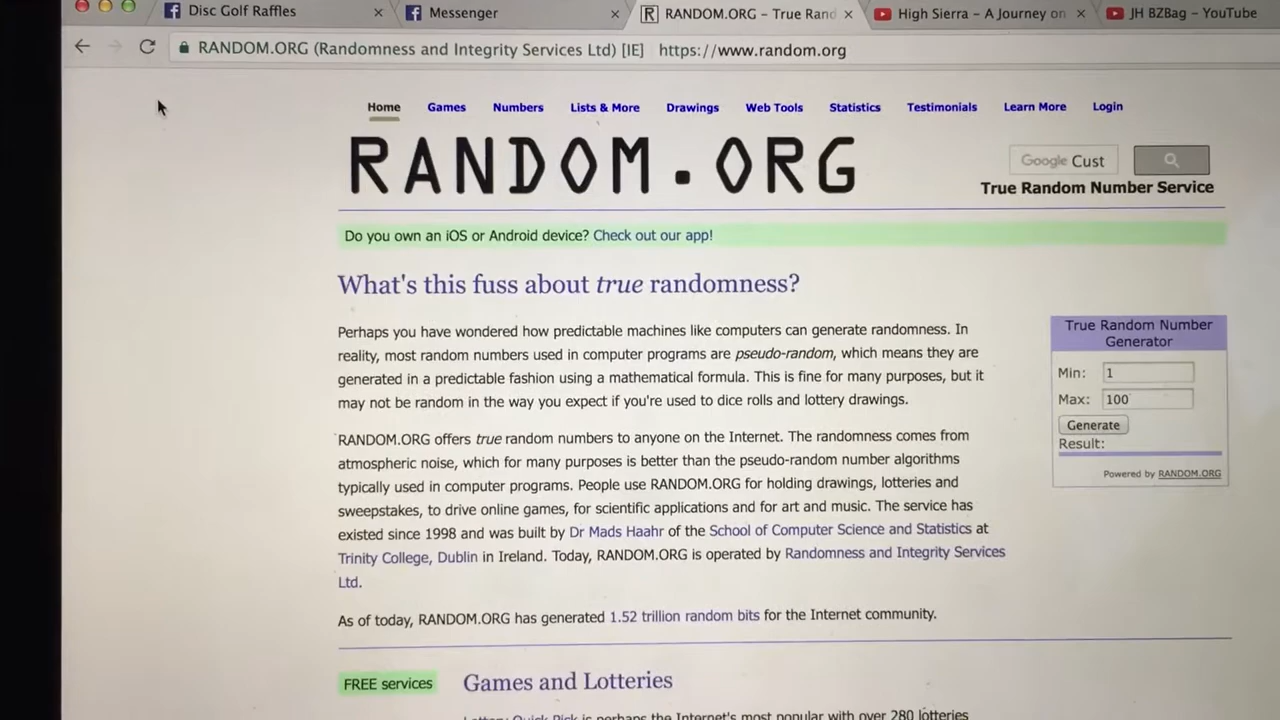 Disc Golf Raffles
Messenger
RANDOM.ORG – True Rand
High Sierra – A Journey on
JH BZBag – YouTube
RANDOM.ORG (Randomness and Integrity Services Ltd) [IE] https://www.random.org
Home Games Numbers Lists & More Drawings Web Tools Statistics Testimonials Learn More Login
RANDOM.ORG
Google Cust
True Random Number Service
Do you own an iOS or Android device? Check out our app!
What's this fuss about true randomness?
Perhaps you have wondered how predictable machines like computers can generate randomness. In
reality, most random numbers used in computer programs are pseudo-random, which means they are
generated in a predictable fashion using a mathematical formula. This is fine for many purposes, but it
may not be random in the way you expect if you're used to dice rolls and lottery drawings.
RANDOM.ORG offers true random numbers to anyone on the Internet. The randomness comes from
atmospheric noise, which for many purposes is better than the pseudo-random number algorithms
typically used in computer programs. People use RANDOM.ORG for holding drawings, lotteries and
sweepstakes, to drive online games, for scientific applications and for art and music. The service has
existed since 1998 and was built by Dr Mads Haahr of the School of Computer Science and Statistics at
Trinity College, Dublin in Ireland. Today, RANDOM.ORG is operated by Randomness and Integrity Services
Ltd.
As of today, RANDOM.ORG has generated 1.52 trillion random bits for the Internet community.
True Random Number
Generator
Min: 1
Max: 100
Generate
Result:
Powered by RANDOM.ORG
FREE services
Games and Lotteries
Lottery Quick Pick is perhaps the Internet's most popular with over 280 lotteries